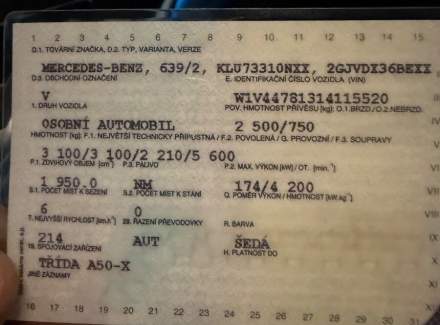 1 2 3 4 5 6 7 8 9 10 11 12 13 14 15
D.1. TOVÁRNÍ ZNAČKA, D.2. TYP, VARIANTA, VERZE
MERCEDES-BENZ, 639/2, KLU73310NXX, 2GJVDX36BEXX
D.3. OBCHODNÍ OZNAČENÍ E. IDENTIFIKAČNÍ ČÍSLO VOZIDLA (VIN)
V W1V44781314115520
1. DRUH VOZIDLA POV. HMOTNOST PŘÍVĚSU [kg]: O.1.BRZD./O.2.NEBRZD.
OSOBNÍ AUTOMOBIL 2 500/750
HMOTNOST [kg]: F.1. NEJVĚTŠÍ TECHNICKY PŘÍPUSTNÁ / F.2. POVOLENÁ / G. PROVOZNÍ / F.3. SOUPRAVY
3 100/3 100/2 210/5 600
P.1. ZDVIHOVÝ OBJEM [cm³] P.3. PALIVO P.2. MAX. VÝKON [kW] / OT. [min.⁻¹]
1 950.0 NM 174/4 200
S.1. POČET MÍST K SEZENÍ S.2. POČET MÍST K STÁNÍ Q. POMĚR VÝKON / HMOTNOST [kW.kg⁻¹]
6 0
T. NEJVYŠŠÍ RYCHLOST [km.h⁻¹] ŘAZENÍ PŘEVODOVKY R. BARVA
214 AUT ŠEDÁ
19. SPOJOVACÍ ZAŘÍZENÍ H. PLATNOST DO
TŘÍDA A50-X
JINÉ ZÁZNAMY
16 17 18 19 20 21 22 23 24 25 26 27 28 29 30 31